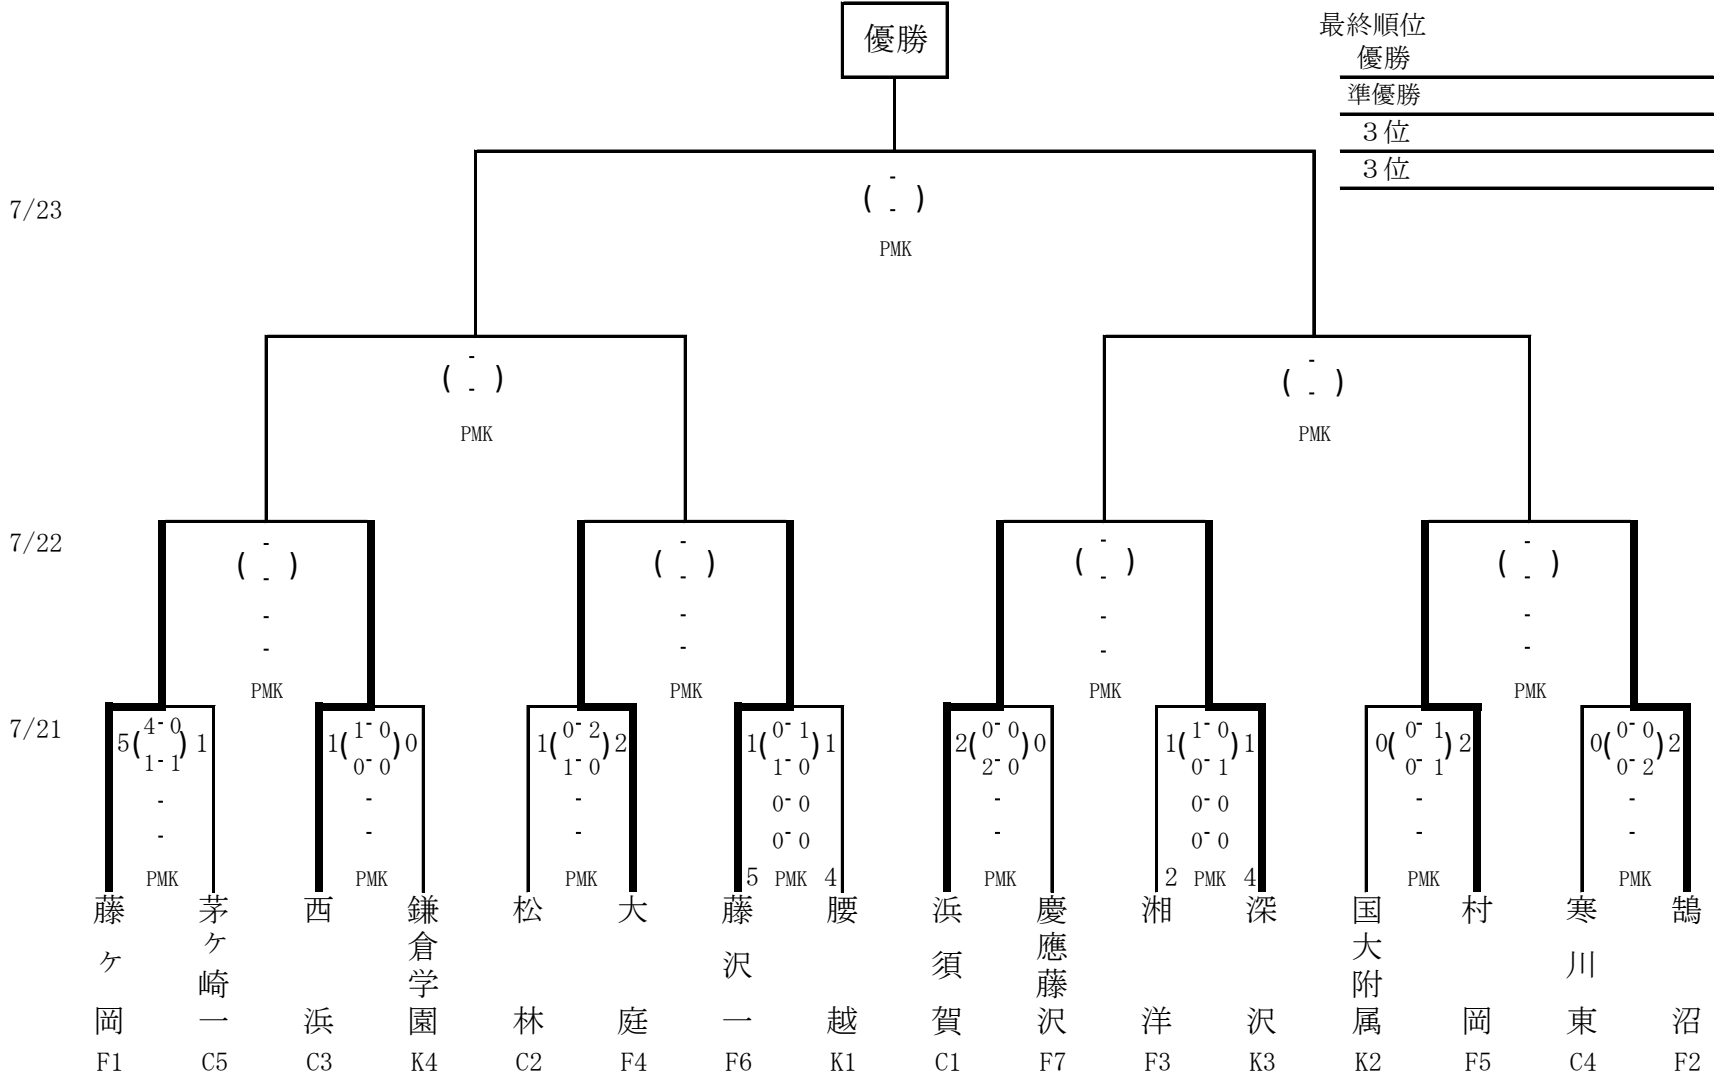 優勝
最終順位
優勝
準優勝
３位
３位
7/23
-
( - )
PMK
-
( - )
PMK
-
( - )
PMK
7/22
-
( - )
-
-
PMK
-
( - )
-
-
PMK
-
( - )
-
-
PMK
-
( - )
-
-
PMK
7/21
4-0
5( )1
1-1
-
-
PMK
1-0
1( )0
0-0
-
-
PMK
0-2
1( )2
1-0
-
-
PMK
0-1
1( )1
1-0
0-0
0-0
5 PMK 4
0-0
2( )0
2-0
-
-
PMK
1-0
1( )1
0-1
0-0
0-0
2 PMK 4
0-1
0( )2
0-1
-
-
PMK
0-0
0( )2
0-2
-
-
PMK
藤ヶ岡
茅ケ崎一
西浜
鎌倉学園
松林
大庭
藤沢一
腰越
浜須賀
慶應藤沢
湘洋
深沢
国大附属
村岡
寒川東
鵠沼
F1 C5 C3 K4 C2 F4 F6 K1 C1 F7 F3 K3 K2 F5 C4 F2